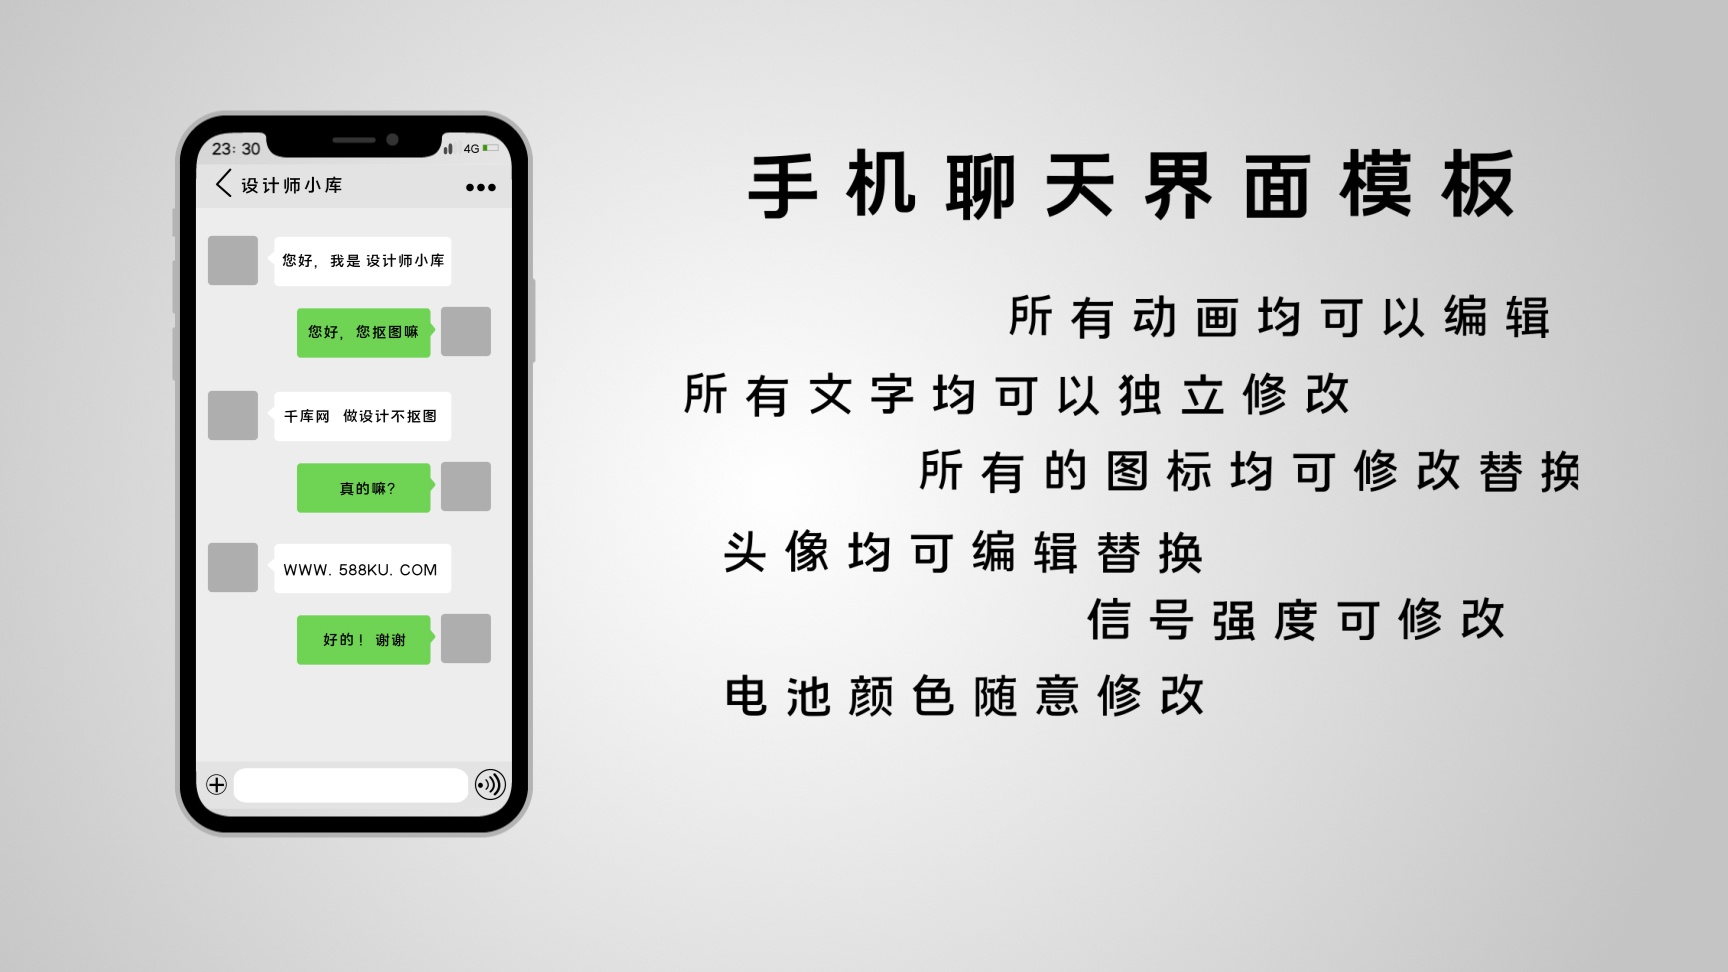 23: 30
4G
设计师小库
您好, 我是 设计师小库
您好, 您抠图嘛
千库网 做设计不抠图
真的嘛?
WWW. 588KU. COM
好的! 谢谢
手机聊天界面模板
所有动画均可以编辑
所有文字均可以独立修改
所有的图标均可修改替换
头像均可编辑替换
信号强度可修改
电池颜色随意修改